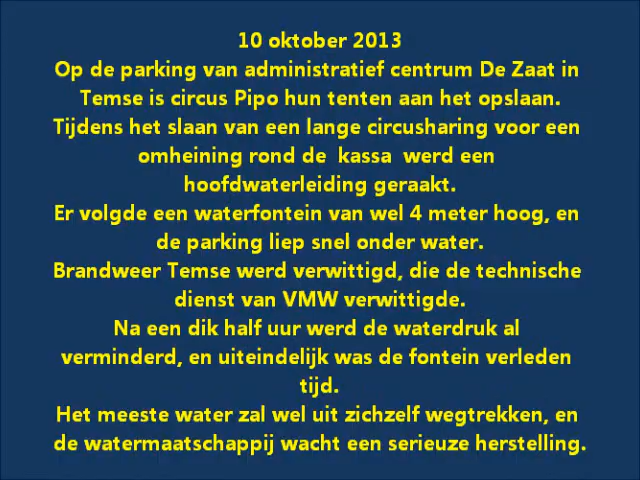 10 oktober 2013
Op de parking van administratief centrum De Zaat in
Temse is circus Pipo hun tenten aan het opslaan.
Tijdens het slaan van een lange circusharing voor een
omheining rond de kassa werd een
hoofdwaterleiding geraakt.
Er volgde een waterfontein van wel 4 meter hoog, en
de parking liep snel onder water.
Brandweer Temse werd verwittigd, die de technische
dienst van VMW verwittigde.
Na een dik half uur werd de waterdruk al
verminderd, en uiteindelijk was de fontein verleden
tijd.
Het meeste water zal wel uit zichzelf wegtrekken, en
de watermaatschappij wacht een serieuze herstelling.